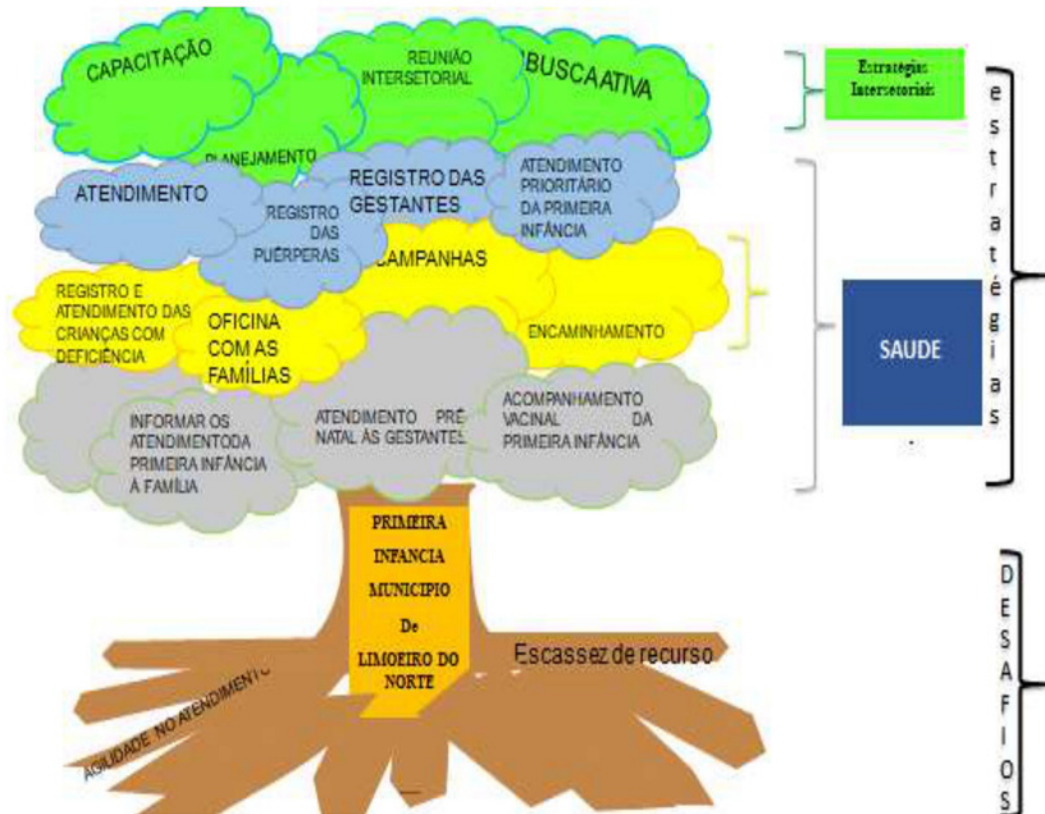 CAPACITAÇÃO
REUNIÃO
INTERSETORIAL
BUSCA ATIVA
PLANEJAMENTO
Estratégias
Intersetoriais
ATENDIMENTO
REGISTRO DAS
GESTANTES
ATENDIMENTO
PRIORITÁRIO
DA PRIMEIRA
INFÂNCIA
REGISTRO
DAS
PUÉRPERAS
CAMPANHAS
REGISTRO E
ATENDIMENTO DAS
CRIANÇAS COM
DEFICIÊNCIA
OFICINA
COM AS
FAMÍLIAS
ENCAMINHAMENTO
SAUDE
.
estratégias
INFORMAR OS
ATENDIMENTODA
PRIMEIRA INFÂNCIA
À FAMÍLIA
ATENDIMENTO PRÉ
NATAL ÀS GESTANTES
ACOMPANHAMENTO
VACINAL DA
PRIMEIRA INFÂNCIA
PRIMEIRA
INFANCIA
MUNICIPIO
De
LIMOEIRO DO
NORTE
AGILIDADE NO ATENDIMENTO
Escassez de recurso
DESAFIOS